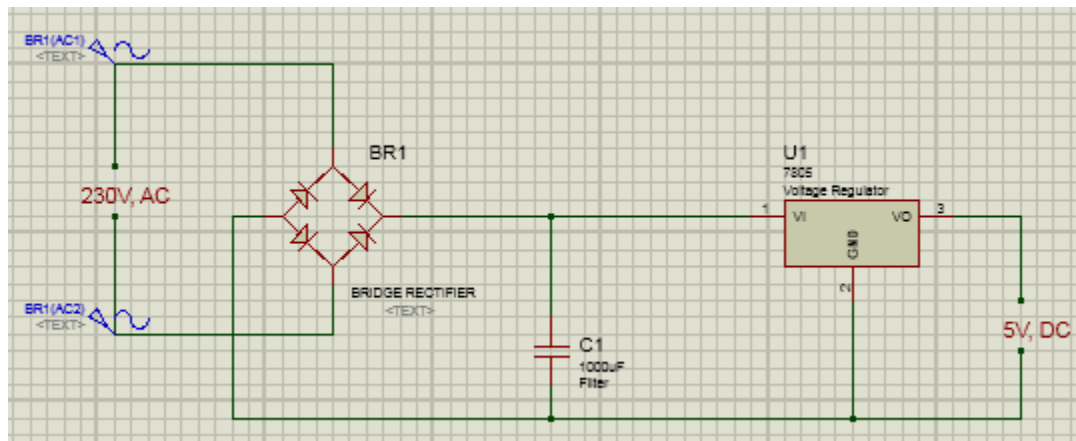 BR1(AC1)
<TEXT>
230V, AC
BR1(AC2)
<TEXT>
BR1
BRIDGE RECTIFIER
<TEXT>
C1
1000uF
Filter
U1
7805
Voltage Regulator
1
VI
VO
3
GND
2
5V, DC